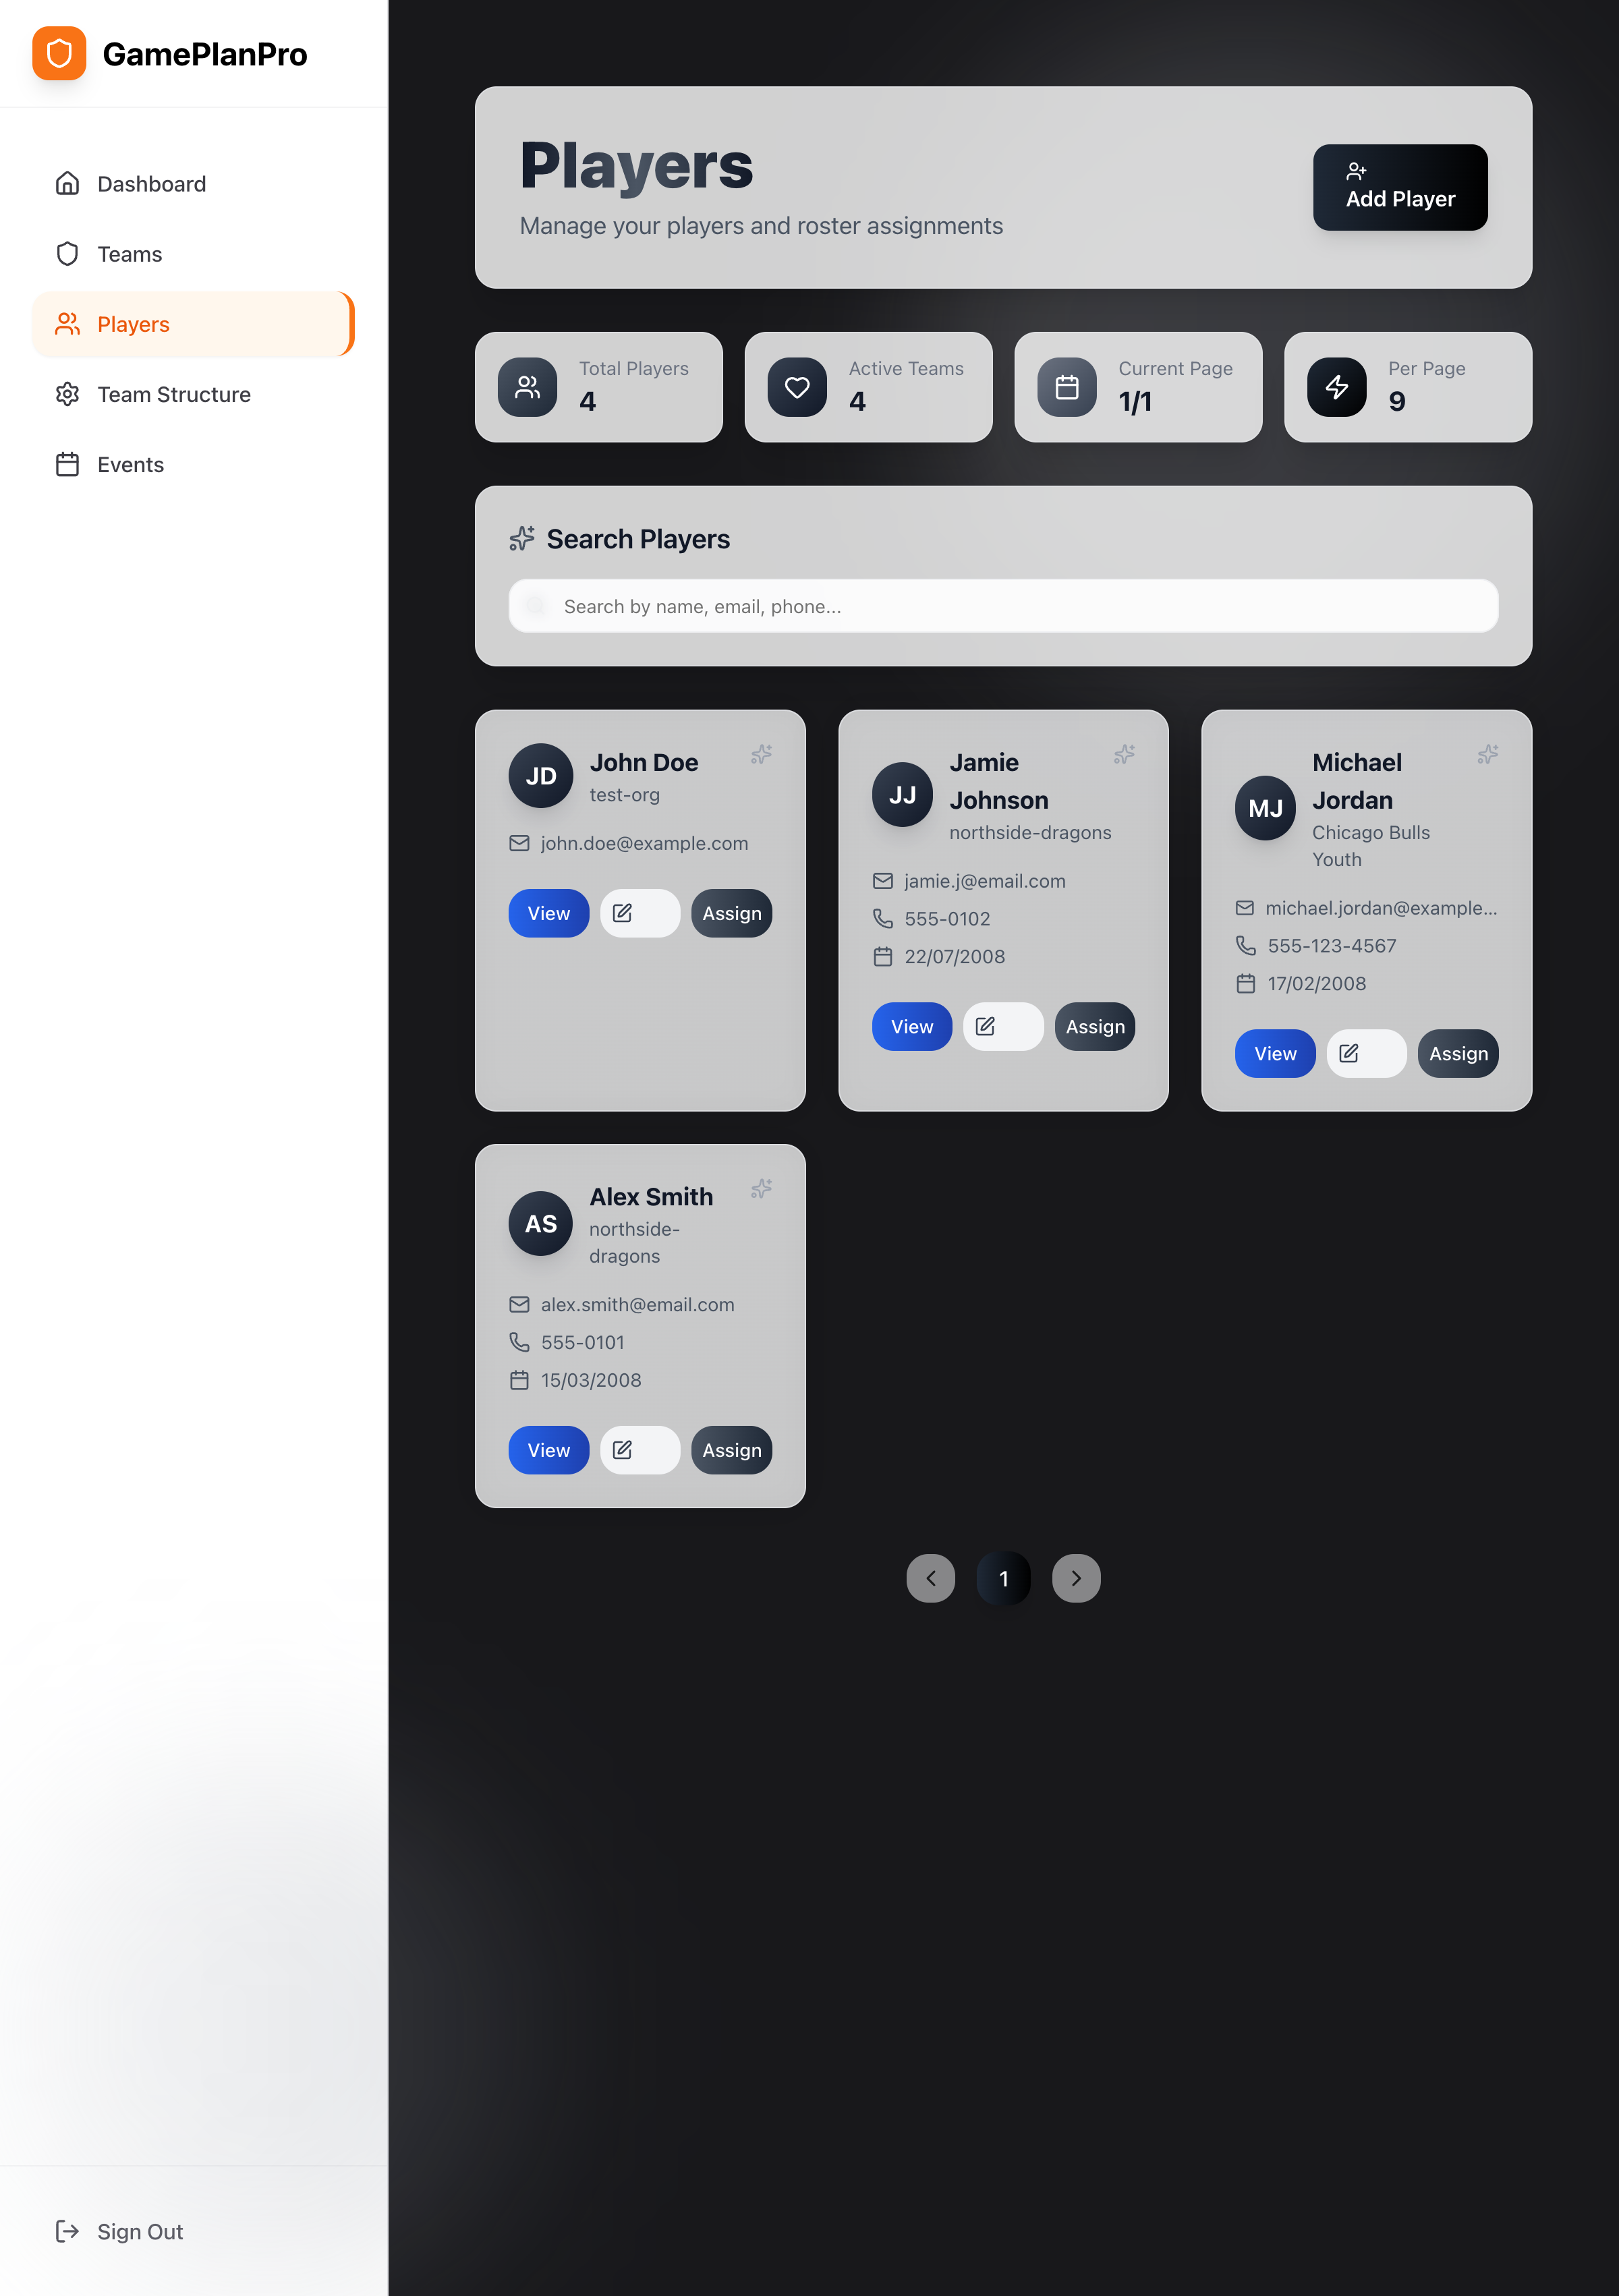 GamePlanPro
Dashboard
Teams
Players
Team Structure
Events
Sign Out
Players
Manage your players and roster assignments
Add Player
Total Players
4
Active Teams
4
Current Page
1/1
Per Page
9
Search Players
Search by name, email, phone...
JD
John Doe
test-org
john.doe@example.com
View
Assign
JJ
Jamie
Johnson
northside-dragons
jamie.j@email.com
555-0102
22/07/2008
View
Assign
MJ
Michael
Jordan
Chicago Bulls
Youth
michael.jordan@example...
555-123-4567
17/02/2008
View
Assign
AS
Alex Smith
northside-
dragons
alex.smith@email.com
555-0101
15/03/2008
View
Assign
1